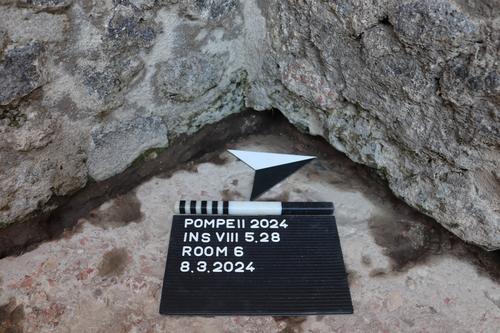 POMPEII 2024
INS VIII 5.28
ROOM 6
8.3.2024